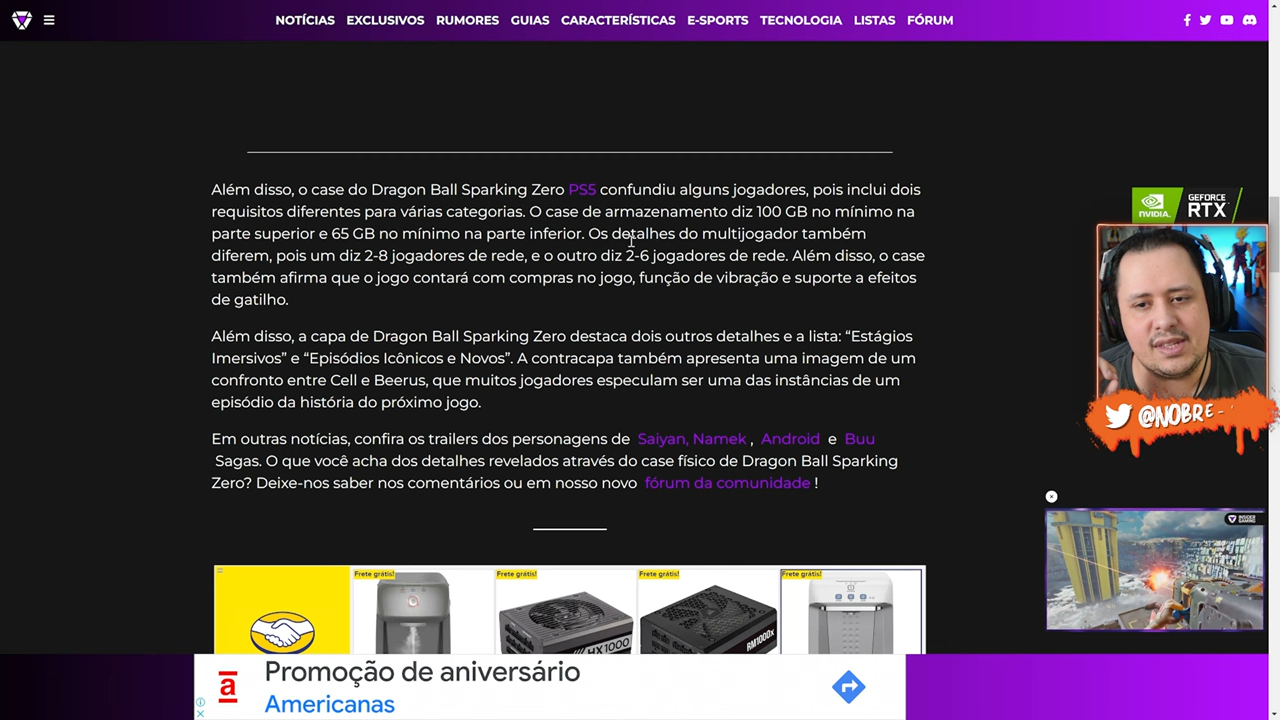 NOTÍCIAS EXCLUSIVOS RUMORES GUIAS CARACTERÍSTICAS E-SPORTS TECNOLOGIA LISTAS FÓRUM
Além disso, o case do Dragon Ball Sparking Zero PS5 confundiu alguns jogadores, pois inclui dois
requisitos diferentes para várias categorias. O case de armazenamento diz 100 GB no mínimo na
parte superior e 65 GB no mínimo na parte inferior. Os detalhes do multijogador também
diferem, pois um diz 2-8 jogadores de rede, e o outro diz 2-6 jogadores de rede. Além disso, o case
também afirma que o jogo contará com compras no jogo, função de vibração e suporte a efeitos
de gatilho.
Além disso, a capa de Dragon Ball Sparking Zero destaca dois outros detalhes e a lista: “Estágios
Imersivos” e “Episódios Icônicos e Novos”. A contracapa também apresenta uma imagem de um
confronto entre Cell e Beerus, que muitos jogadores especulam ser uma das instâncias de um
episódio da história do próximo jogo.
Em outras notícias, confira os trailers dos personagens de Saiyan, Namek , Android e Buu
Sagas. O que você acha dos detalhes revelados através do case físico de Dragon Ball Sparking
Zero? Deixe-nos saber nos comentários ou em nosso novo fórum da comunidade !
NVIDIA.
GEFORCE
RTX
@NOBRE-
INSIDER
GAMING
Frete grátis! Frete grátis! Frete grátis! Frete grátis!
HX1000
RM1000x
a
Promoção de aniversário
Americanas